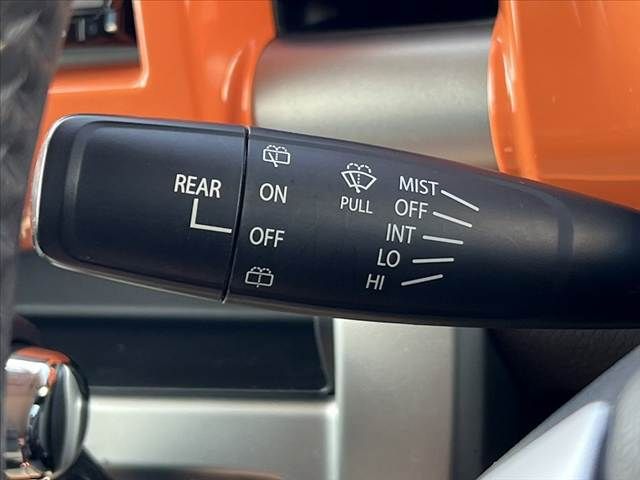 REAR
ON
OFF
PULL
MIST
OFF
INT
LO
HI